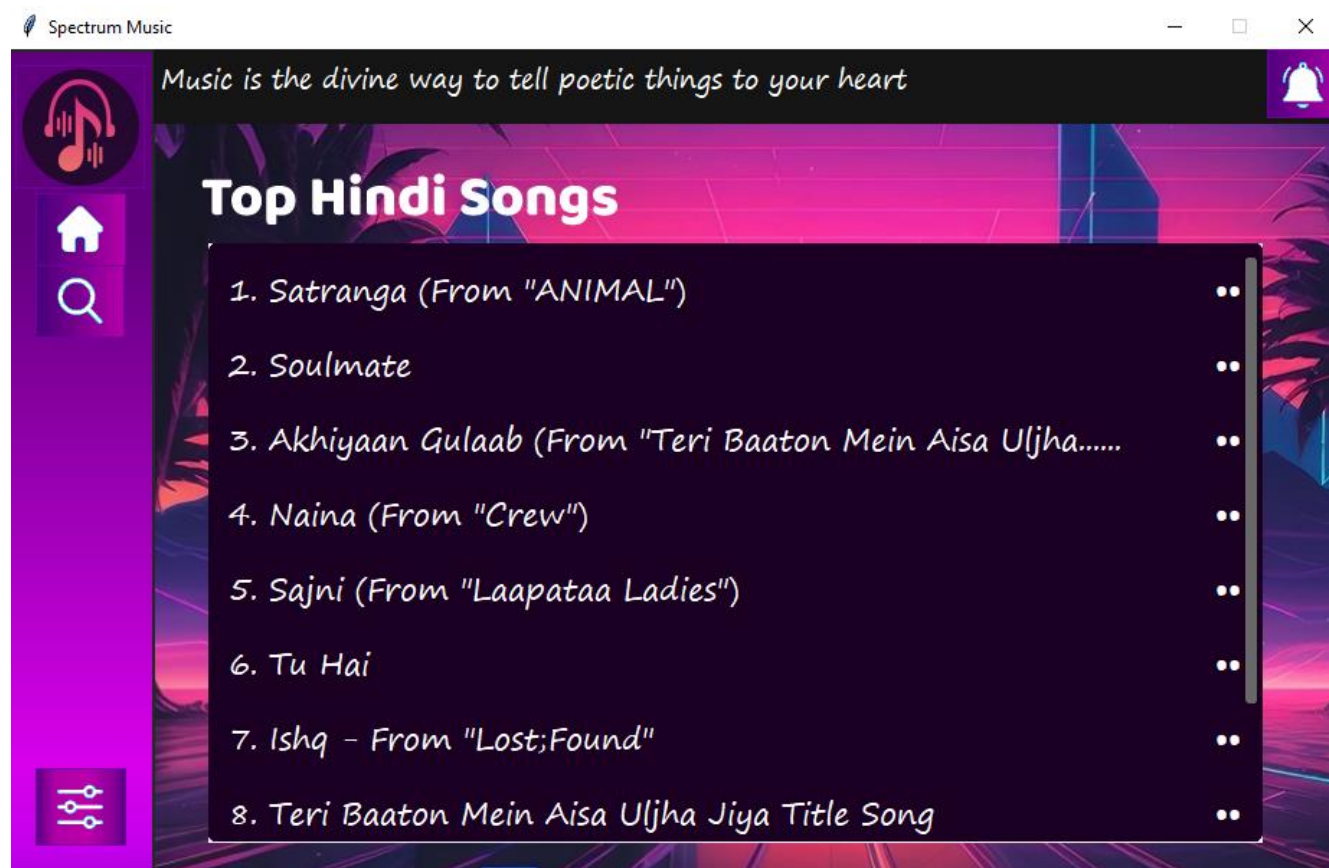 Spectrum Music
Music is the divine way to tell poetic things to your heart
Top Hindi Songs
1. Satranga (From "ANIMAL")
2. Soulmate
3. Akhiyaan Gulaab (From "Teri Baaton Mein Aisa Uljha......
4. Naina (From "Crew")
5. Sajni (From "Laapataa Ladies")
6. Tu Hai
7. Ishq - From "Lost;Found"
8. Teri Baaton Mein Aisa Uljha Jiya Title Song